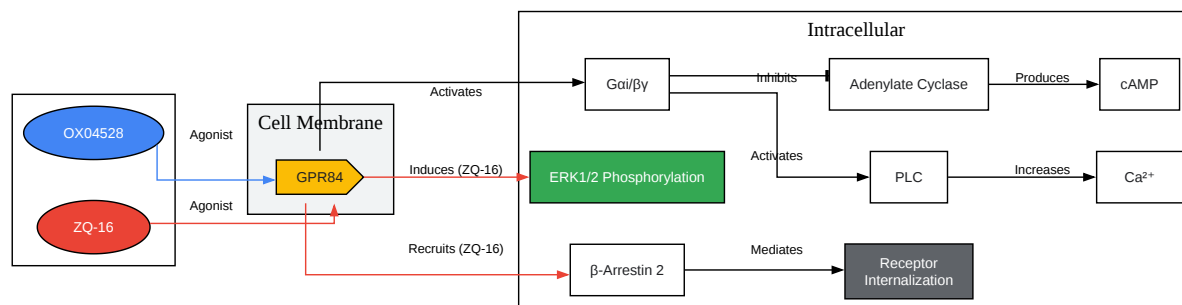 Intracellular
Gαi/βγ
Inhibits
Adenylate Cyclase
Produces
cAMP
Activates
OX04528
Agonist
Cell Membrane
GPR84
Induces (ZQ-16)
ERK1/2 Phosphorylation
Activates
PLC
Increases
Ca²⁺
Agonist
ZQ-16
Recruits (ZQ-16)
β-Arrestin 2
Mediates
Receptor
Internalization